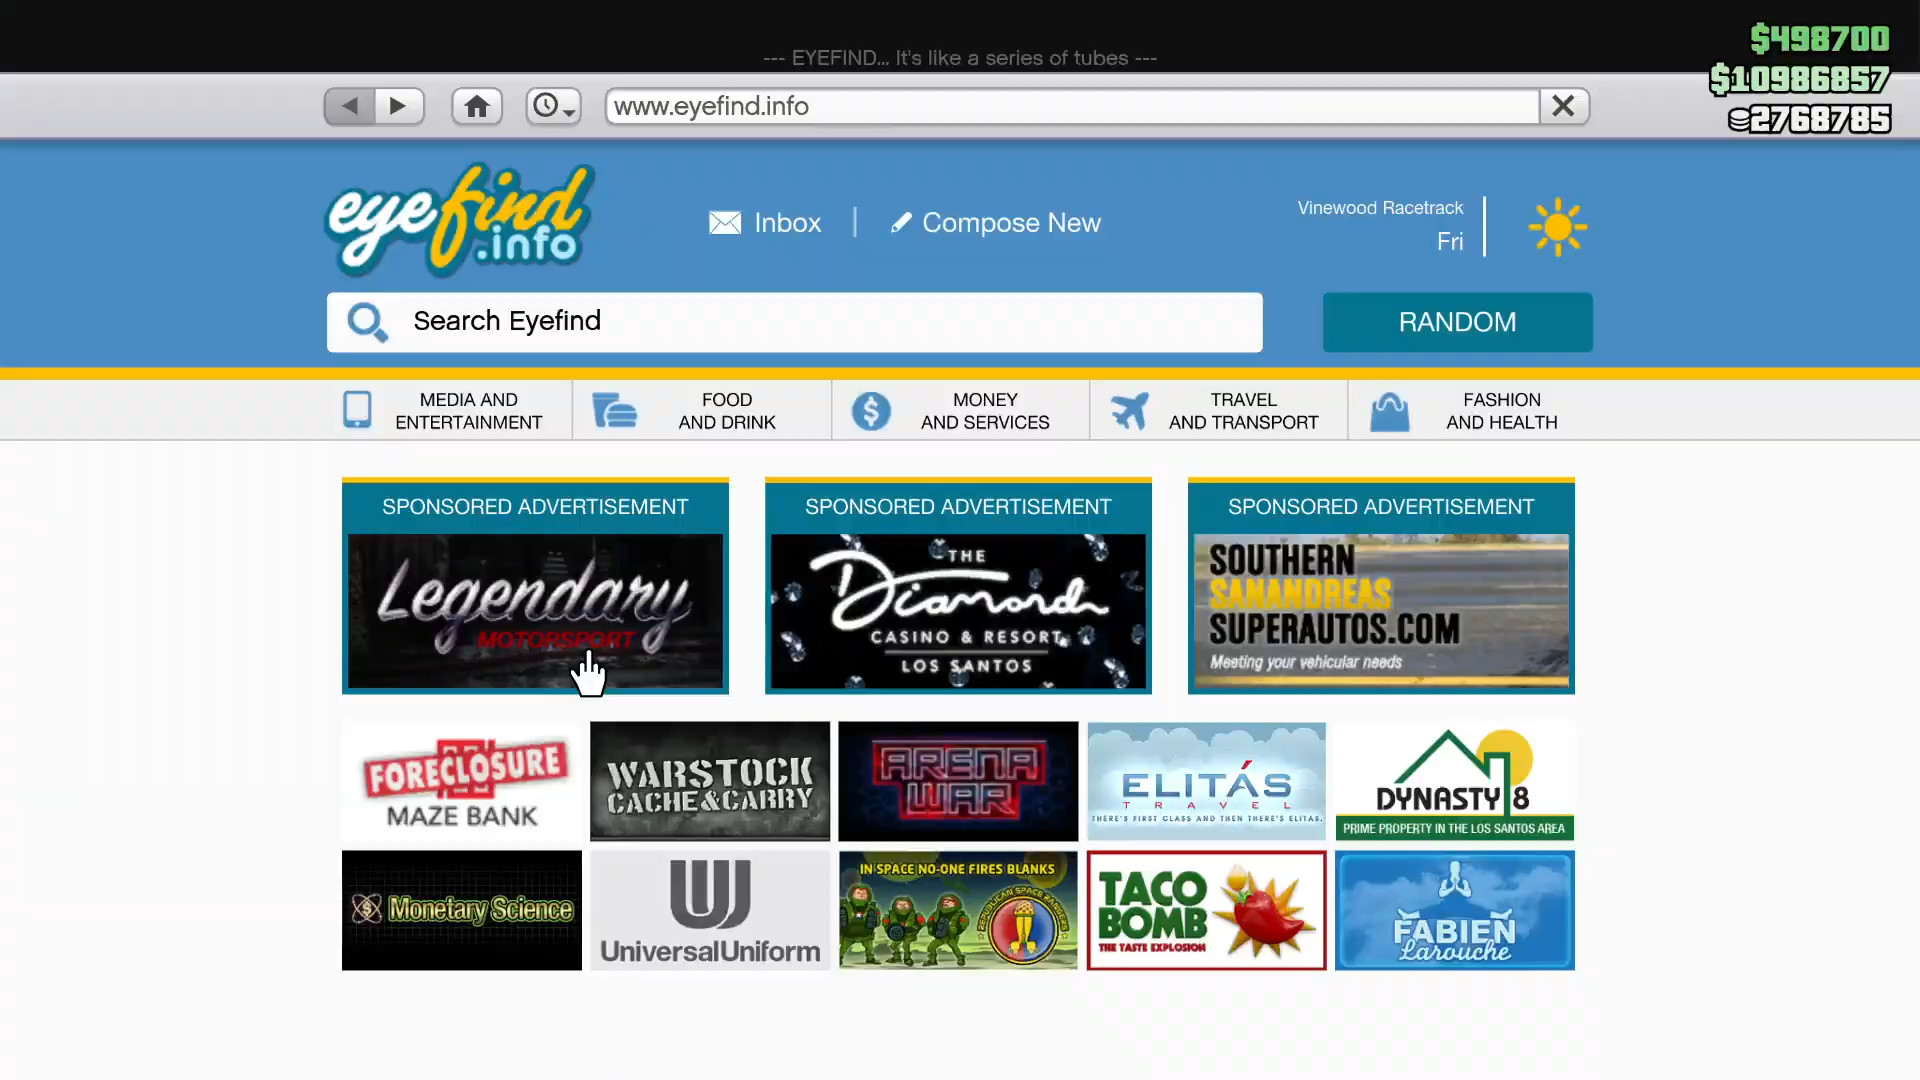 --- EYEFIND... It's like a series of tubes ---
$498700
$10986857
2768785
www.eyefind.info
eyefind
.info
Inbox
Compose New
Vinewood Racetrack
Fri
Search Eyefind
RANDOM
MEDIA AND
ENTERTAINMENT
FOOD
AND DRINK
MONEY
AND SERVICES
TRAVEL
AND TRANSPORT
FASHION
AND HEALTH
SPONSORED ADVERTISEMENT
Legendary
MOTORSPORT
SPONSORED ADVERTISEMENT
THE
Diamond
CASINO & RESORT
LOS SANTOS
SPONSORED ADVERTISEMENT
SOUTHERN
SANANDREAS
SUPERAUTOS.COM
Meeting your vehicular needs
FORECLOSURE
MAZE BANK
WARSTOCK
CACHE&CARRY
ARENA
WAR
ELITÁS
TRAVEL
THERE'S FIRST CLASS AND THEN THERE'S ELITAS.
DYNASTY 8
PRIME PROPERTY IN THE LOS SANTOS AREA
Monetary Science
UniversalUniform
IN SPACE NO-ONE FIRES BLANKS
REPUBLICAN SPACE RANGERS
TACO
BOMB
THE TASTE EXPLOSION
FABIEN
Larouche